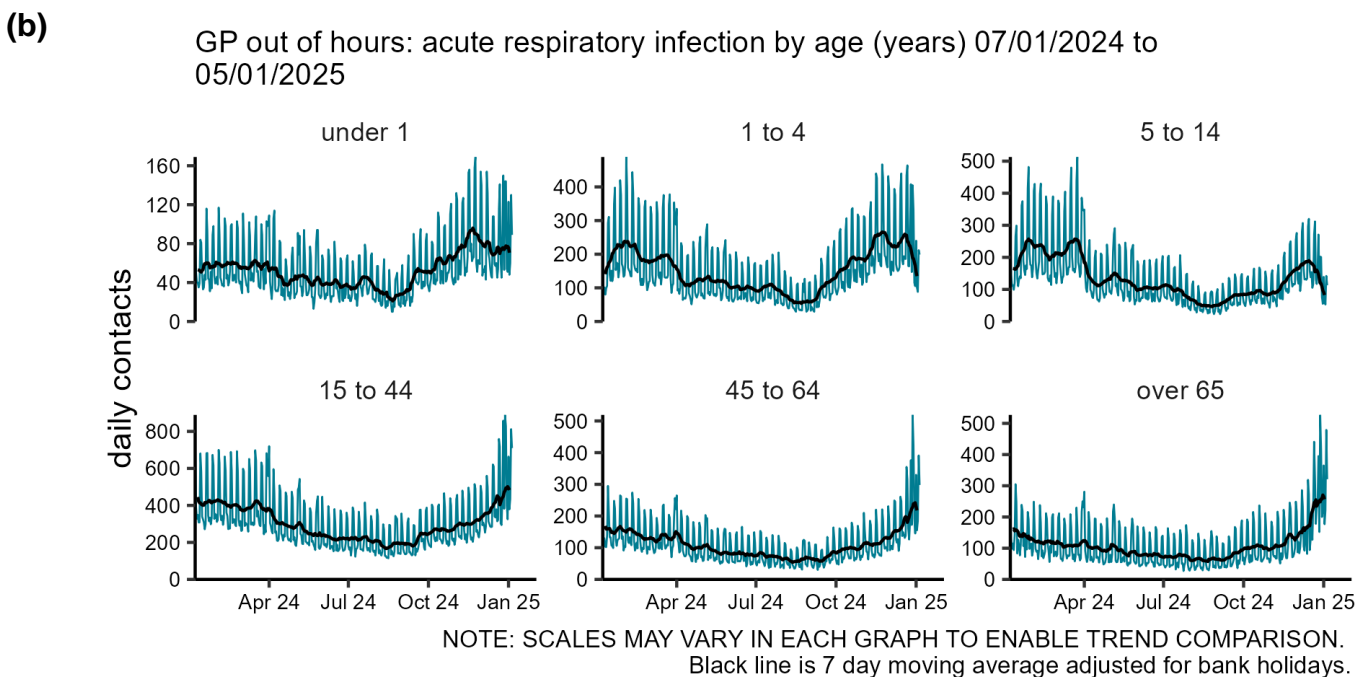 (b)
GP out of hours: acute respiratory infection by age (years) 07/01/2024 to
05/01/2025
daily contacts
under 1
160
120
80
40
0
1 to 4
400
300
200
100
0
5 to 14
500
400
300
200
100
0
15 to 44
800
600
400
200
0
Apr 24 Jul 24 Oct 24 Jan 25
45 to 64
500
400
300
200
100
0
Apr 24 Jul 24 Oct 24 Jan 25
over 65
500
400
300
200
100
0
Apr 24 Jul 24 Oct 24 Jan 25
NOTE: SCALES MAY VARY IN EACH GRAPH TO ENABLE TREND COMPARISON.
Black line is 7 day moving average adjusted for bank holidays.